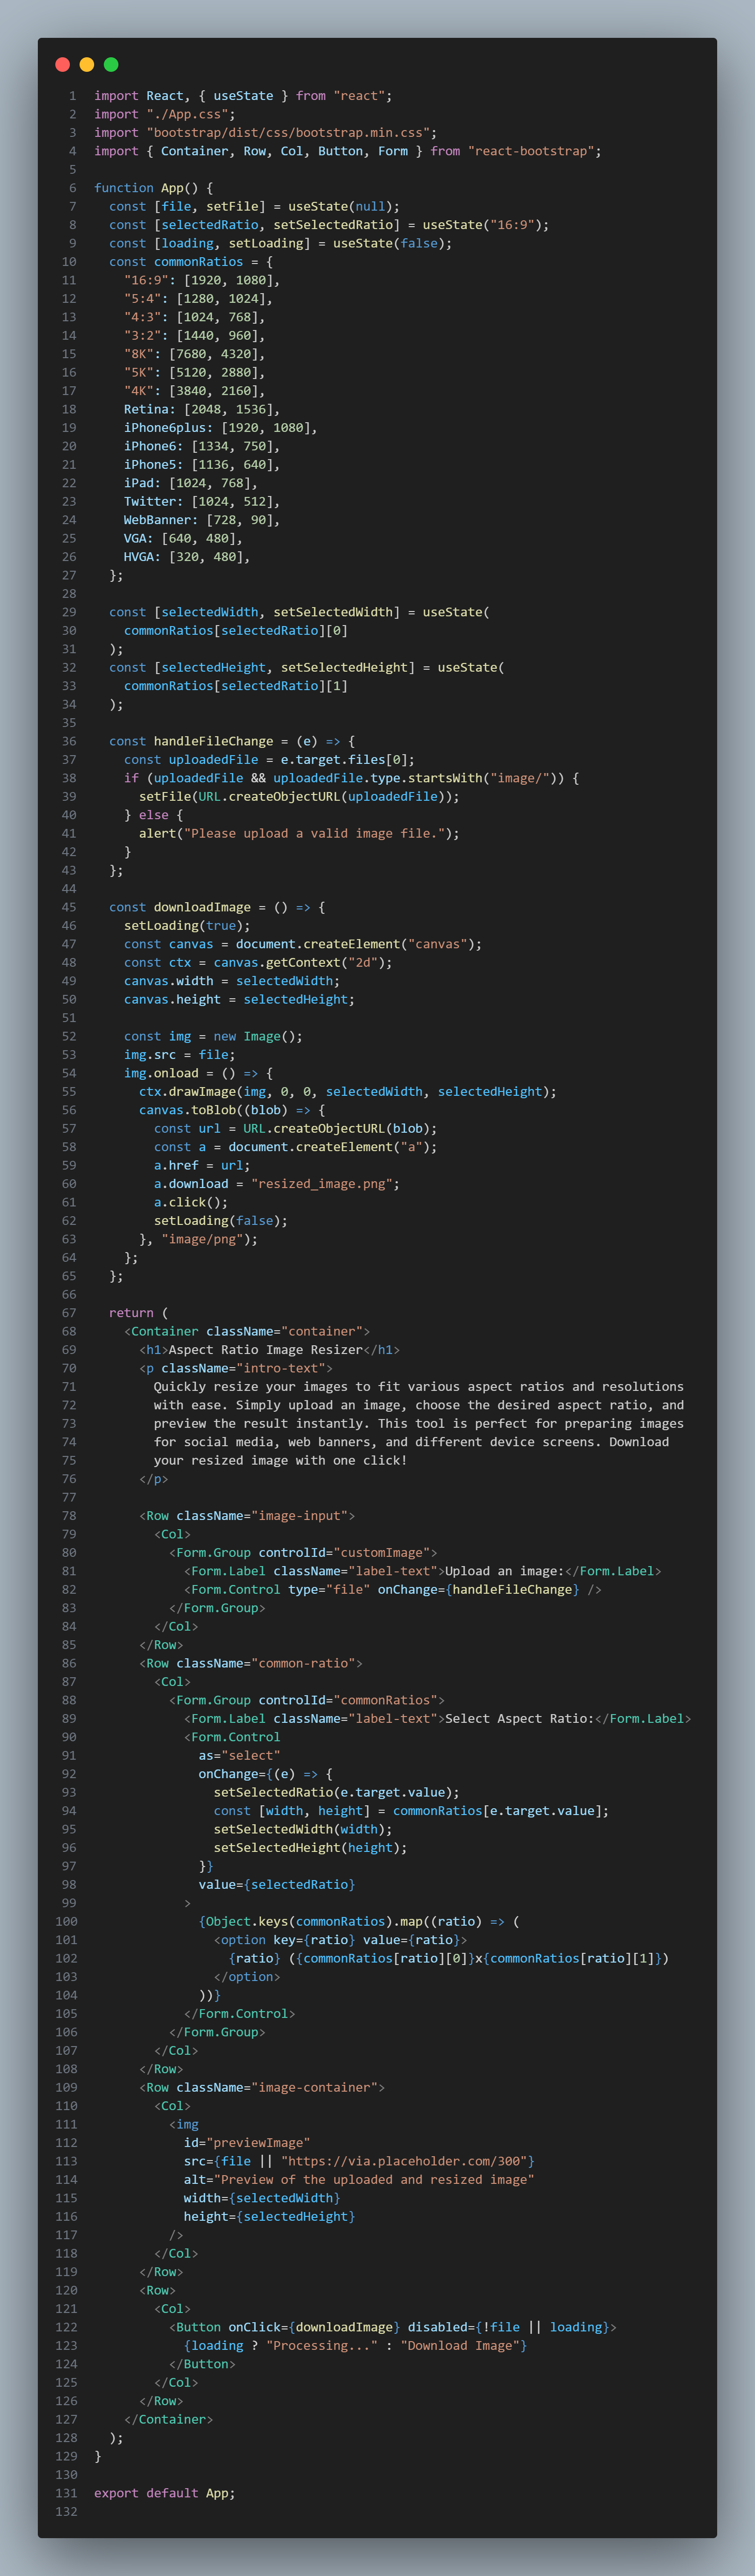 1 import React, { useState } from "react";
2 import "./App.css";
3 import "bootstrap/dist/css/bootstrap.min.css";
4 import { Container, Row, Col, Button, Form } from "react-bootstrap";
5
6 function App() {
7   const [file, setFile] = useState(null);
8   const [selectedRatio, setSelectedRatio] = useState("16:9");
9   const [loading, setLoading] = useState(false);
10   const commonRatios = {
11     "16:9": [1920, 1080],
12     "5:4": [1280, 1024],
13     "4:3": [1024, 768],
14     "3:2": [1440, 960],
15     "8K": [7680, 4320],
16     "5K": [5120, 2880],
17     "4K": [3840, 2160],
18     Retina: [2048, 1536],
19     iPhone6plus: [1920, 1080],
20     iPhone6: [1334, 750],
21     iPhone5: [1136, 640],
22     iPad: [1024, 768],
23     Twitter: [1024, 512],
24     WebBanner: [728, 90],
25     VGA: [640, 480],
26     HVGA: [320, 480],
27   };
28
29   const [selectedWidth, setSelectedWidth] = useState(
30     commonRatios[selectedRatio][0]
31   );
32   const [selectedHeight, setSelectedHeight] = useState(
33     commonRatios[selectedRatio][1]
34   );
35
36   const handleFileChange = (e) => {
37     const uploadedFile = e.target.files[0];
38     if (uploadedFile && uploadedFile.type.startsWith("image/")) {
39       setFile(URL.createObjectURL(uploadedFile));
40     } else {
41       alert("Please upload a valid image file.");
42     }
43   };
44
45   const downloadImage = () => {
46     setLoading(true);
47     const canvas = document.createElement("canvas");
48     const ctx = canvas.getContext("2d");
49     canvas.width = selectedWidth;
50     canvas.height = selectedHeight;
51
52     const img = new Image();
53     img.src = file;
54     img.onload = () => {
55       ctx.drawImage(img, 0, 0, selectedWidth, selectedHeight);
56       canvas.toBlob((blob) => {
57         const url = URL.createObjectURL(blob);
58         const a = document.createElement("a");
59         a.href = url;
60         a.download = "resized_image.png";
61         a.click();
62         setLoading(false);
63       }, "image/png");
64     };
65   };
66
67   return (
68     <Container className="container">
69       <h1>Aspect Ratio Image Resizer</h1>
70       <p className="intro-text">
71         Quickly resize your images to fit various aspect ratios and resolutions
72         with ease. Simply upload an image, choose the desired aspect ratio, and
73         preview the result instantly. This tool is perfect for preparing images
74         for social media, web banners, and different device screens. Download
75         your resized image with one click!
76       </p>
77
78       <Row className="image-input">
79         <Col>
80           <Form.Group controlId="customImage">
81             <Form.Label className="label-text">Upload an image:</Form.Label>
82             <Form.Control type="file" onChange={handleFileChange} />
83           </Form.Group>
84         </Col>
85       </Row>
86       <Row className="common-ratio">
87         <Col>
88           <Form.Group controlId="commonRatios">
89             <Form.Label className="label-text">Select Aspect Ratio:</Form.Label>
90             <Form.Control
91               as="select"
92               onChange={(e) => {
93                 setSelectedRatio(e.target.value);
94                 const [width, height] = commonRatios[e.target.value];
95                 setSelectedWidth(width);
96                 setSelectedHeight(height);
97               }}
98               value={selectedRatio}
99             >
100               {Object.keys(commonRatios).map((ratio) => (
101                 <option key={ratio} value={ratio}>
102                   {ratio} ({commonRatios[ratio][0]}x{commonRatios[ratio][1]})
103                 </option>
104               ))}
105             </Form.Control>
106           </Form.Group>
107         </Col>
108       </Row>
109       <Row className="image-container">
110         <Col>
111           <img
112             id="previewImage"
113             src={file || "https://via.placeholder.com/300"}
114             alt="Preview of the uploaded and resized image"
115             width={selectedWidth}
116             height={selectedHeight}
117           />
118         </Col>
119       </Row>
120       <Row>
121         <Col>
122           <Button onClick={downloadImage} disabled={!file || loading}>
123             {loading ? "Processing..." : "Download Image"}
124           </Button>
125         </Col>
126       </Row>
127     </Container>
128   );
129 }
130
131 export default App;
132